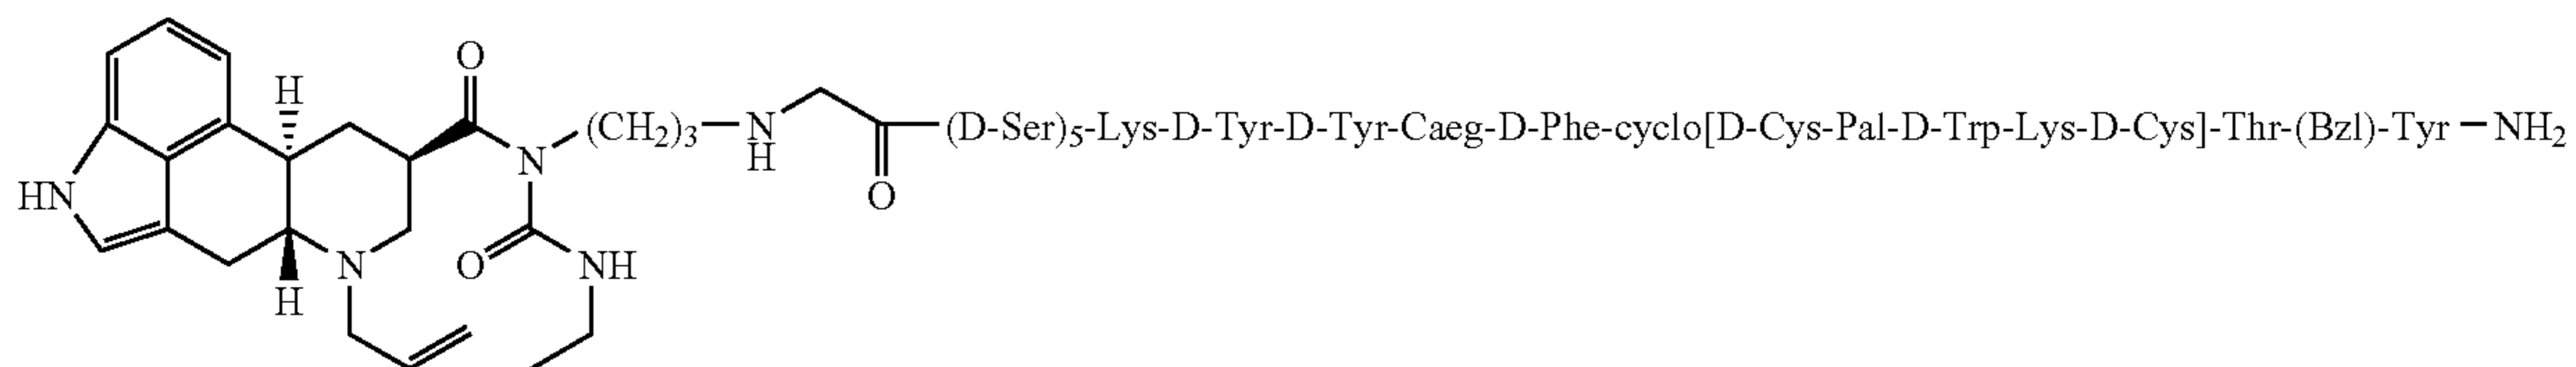 O
H
(CH₂)₃ N H (D-Ser)₅-Lys-D-Tyr-D-Tyr-Caeg-D-Phe-cyclo[D-Cys-Pal-D-Trp-Lys-D-Cys]-Thr-(Bzl)-Tyr — NH₂
N
HN O
N O NH
H